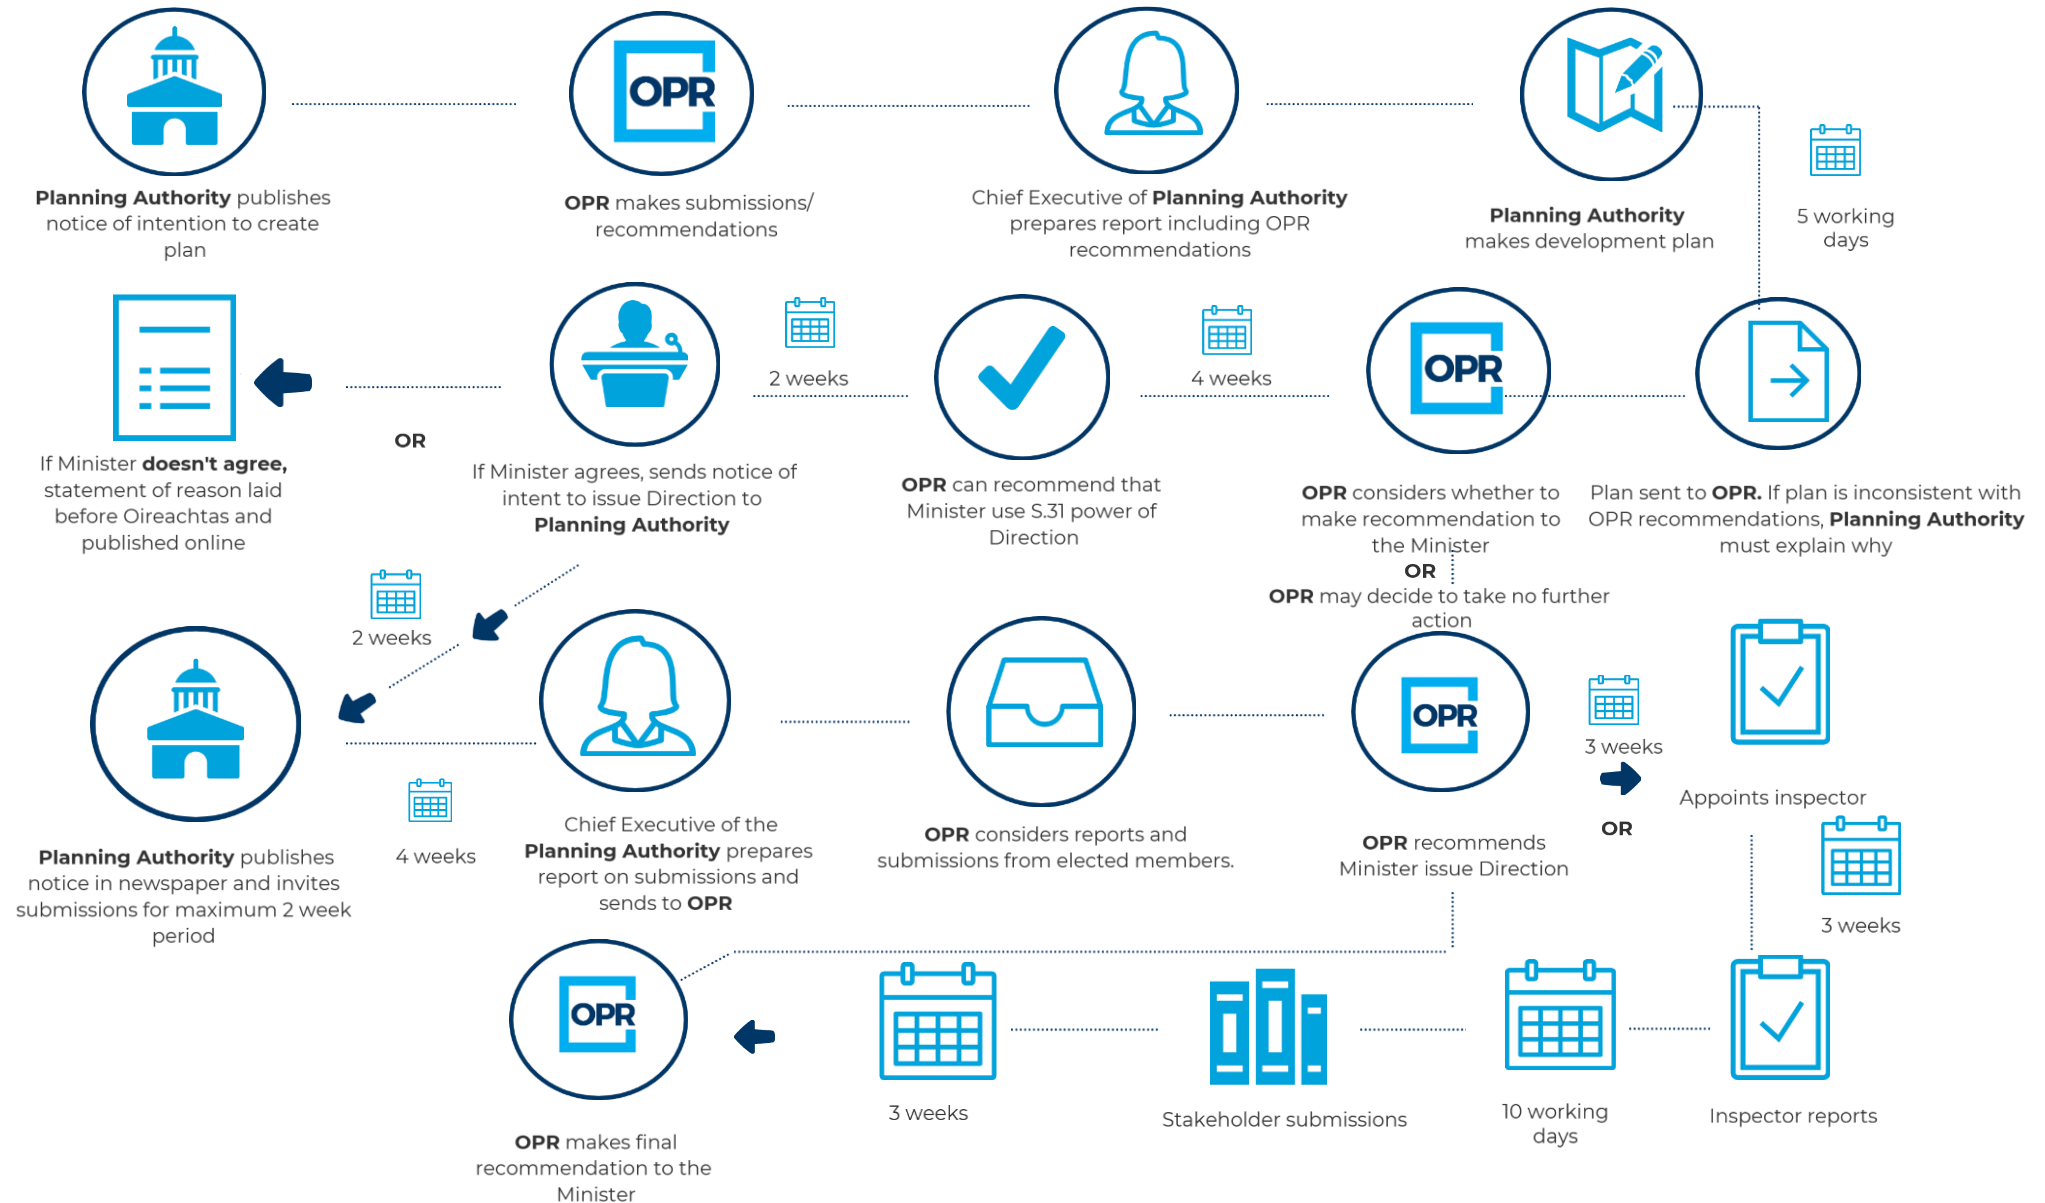 OPR
Planning Authority publishes
notice of intention to create
plan
OPR makes submissions/
recommendations
Chief Executive of Planning Authority
prepares report including OPR
recommendations
Planning Authority
makes development plan
5 working
days
Plan sent to OPR. If plan is inconsistent with
OPR recommendations, Planning Authority
must explain why
OPR
OPR considers whether to
make recommendation to
the Minister
OR
OPR may decide to take no further
action
4 weeks
OPR can recommend that
Minister use S.31 power of
Direction
2 weeks
If Minister agrees, sends notice of
intent to issue Direction to
Planning Authority
OR
If Minister doesn't agree,
statement of reason laid
before Oireachtas and
published online
2 weeks
Planning Authority publishes
notice in newspaper and invites
submissions for maximum 2 week
period
4 weeks
Chief Executive of the
Planning Authority prepares
report on submissions and
sends to OPR
OPR considers reports and
submissions from elected members.
OPR
OPR recommends
Minister issue Direction
3 weeks
OR
Appoints inspector
3 weeks
Inspector reports
10 working
days
Stakeholder submissions
3 weeks
OPR
OPR makes final
recommendation to the
Minister